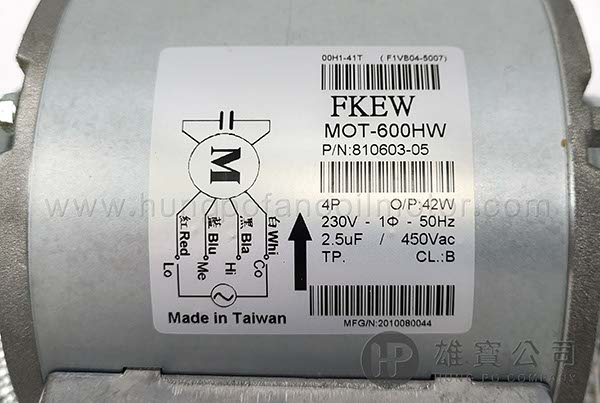 00H1-41T ( F1VB04-5007)
FKEW
MOT-600HW
P/N:810603-05
4P O/P:42W
230V - 1Φ - 50Hz
2.5uF / 450Vac
TP. CL.:B
MFG/N:2010080044
M
紅 Red Lo
藍 Blu Me
黑 Bla Hi
白 Whi Co
Made in Taiwan
HP 雄寶公司